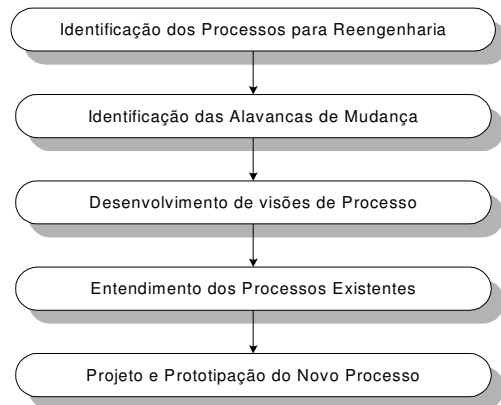 Identificação dos Processos para Reengenharia
Identificação das Alavancas de Mudança
Desenvolvimento de visões de Processo
Entendimento dos Processos Existentes
Projeto e Prototipação do Novo Processo